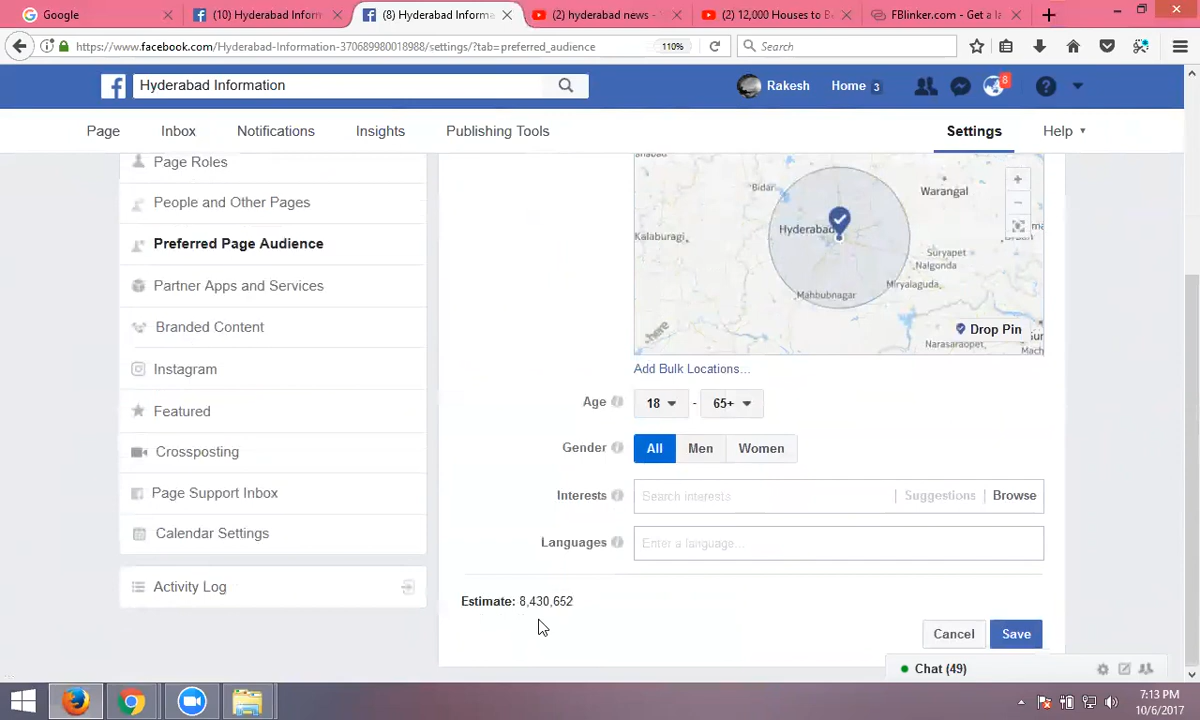 Google
(10) Hyderabad Inform
(8) Hyderabad Informa
(2) hyderabad news -
(2) 12,000 Houses to B
FBlinker.com - Get a la
https://www.facebook.com/Hyderabad-Information-370689980018988/settings/?tab=preferred_audience
110%
Search
Hyderabad Information
Rakesh
Home 3
8
Page
Inbox
Notifications
Insights
Publishing Tools
Settings
Help
Page Roles
People and Other Pages
Preferred Page Audience
Partner Apps and Services
Branded Content
Instagram
Featured
Crossposting
Page Support Inbox
Calendar Settings
Activity Log
Bidar
Warangal
Hyderabad
Kalaburagi
Suryapet
Nalgonda
Miryalaguda
Mahbubnagar
Narasaraopet
here
Drop Pin
Add Bulk Locations...
Age
18 - 65+
Gender
All Men Women
Interests
Search interests
Suggestions
Browse
Languages
Enter a language...
Estimate: 8,430,652
Cancel
Save
Chat (49)
7:13 PM
10/6/2017